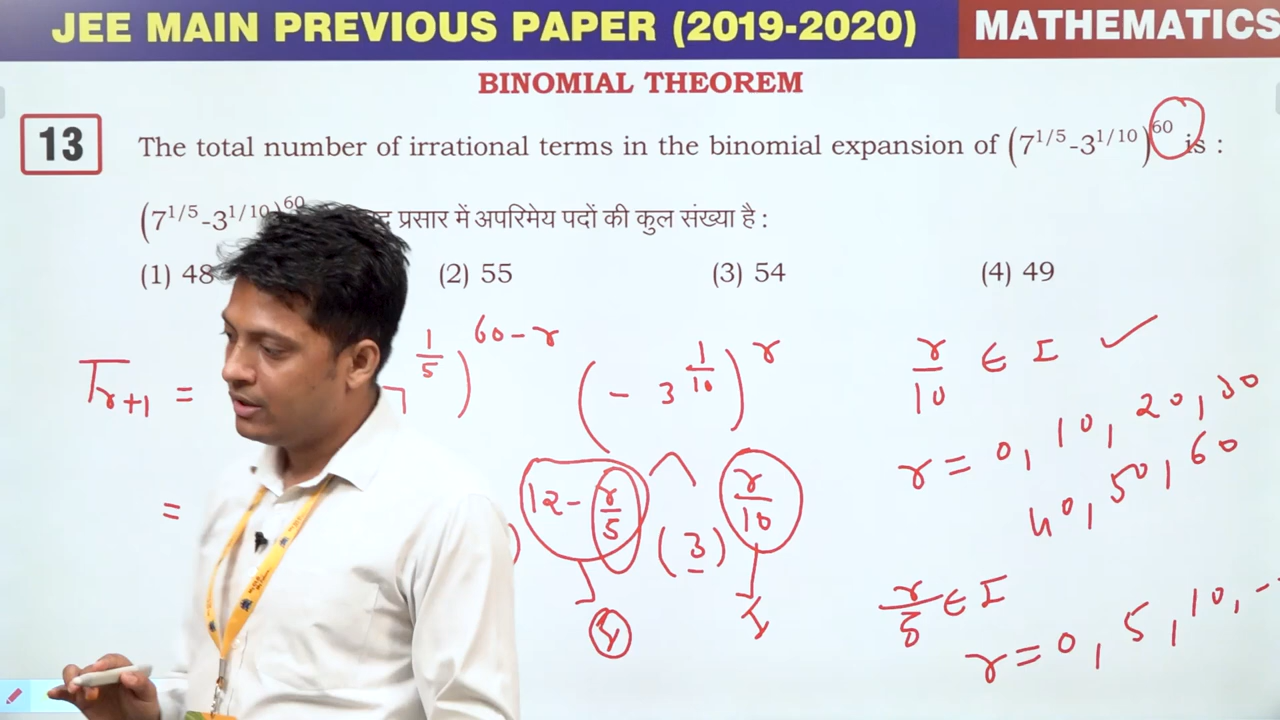 JEE MAIN PREVIOUS PAPER (2019-2020) MATHEMATICS
BINOMIAL THEOREM
13 The total number of irrational terms in the binomial expansion of (7^{1/5}-3^{1/10})^{60} is :
(7^{1/5}-3^{1/10})^{60} प्रसार में अपरिमेय पदों की कुल संख्या है :
(1) 48 (2) 55 (3) 54 (4) 49
T_{r+1} = 7^{1/5})^{60-r} (-3^{1/10})^r
= ) 12-r/5 (3) r/10
I I
r/10 ∈ I ✓
r = 0, 10, 20, 30
40, 50, 60
r/5 ∈ I
r = 0, 5, 10, -